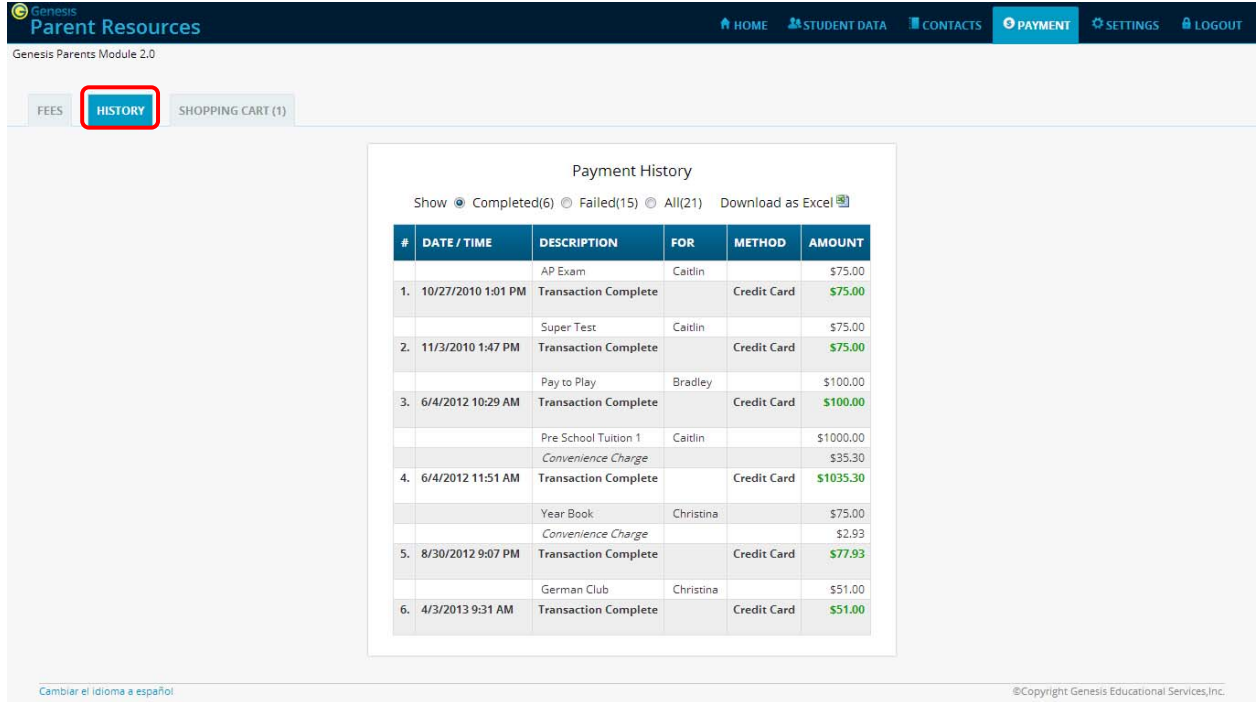 Genesis
Parent Resources
HOME STUDENT DATA CONTACTS PAYMENT SETTINGS LOGOUT
Genesis Parents Module 2.0
FEES HISTORY SHOPPING CART (1)
Payment History
Show Completed(6) Failed(15) All(21) Download as Excel
# DATE / TIME DESCRIPTION FOR METHOD AMOUNT
AP Exam Caitlin $75.00
1. 10/27/2010 1:01 PM Transaction Complete Credit Card $75.00
Super Test Caitlin $75.00
2. 11/3/2010 1:47 PM Transaction Complete Credit Card $75.00
Pay to Play Bradley $100.00
3. 6/4/2012 10:29 AM Transaction Complete Credit Card $100.00
Pre School Tuition 1 Caitlin $1000.00
Convenience Charge $35.30
4. 6/4/2012 11:51 AM Transaction Complete Credit Card $1035.30
Year Book Christina $75.00
Convenience Charge $2.93
5. 8/30/2012 9:07 PM Transaction Complete Credit Card $77.93
German Club Christina $51.00
6. 4/3/2013 9:31 AM Transaction Complete Credit Card $51.00
Cambiar el idioma a español ©Copyright Genesis Educational Services,Inc.